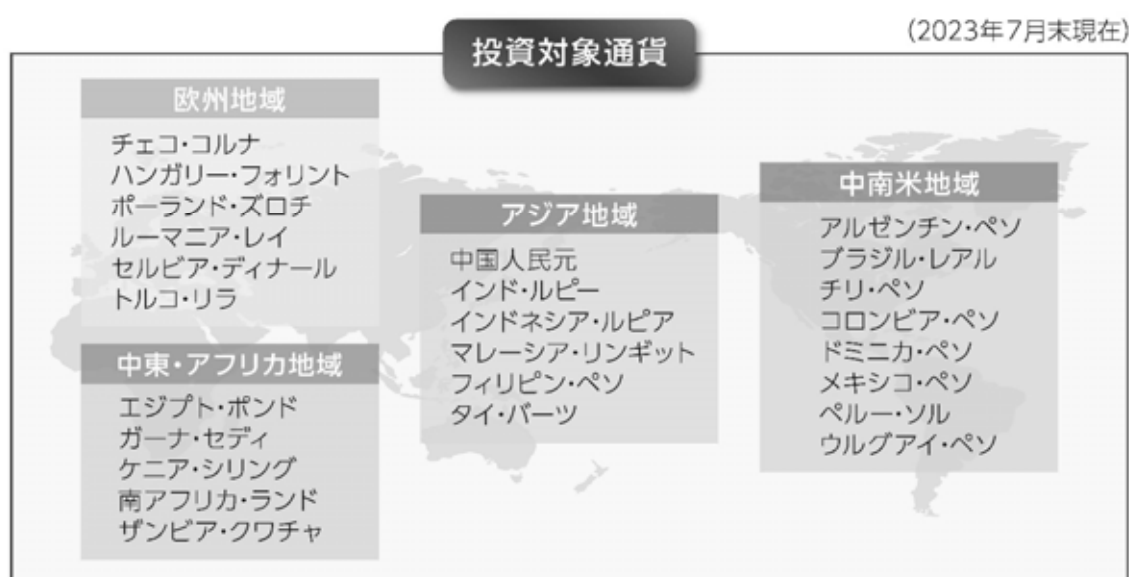 (2023年7月末現在)
投資対象通貨
欧州地域
チェコ・コルナ
ハンガリー・フォリント
ポーランド・ズロチ
ルーマニア・レイ
セルビア・ディナール
トルコ・リラ
中東・アフリカ地域
エジプト・ポンド
ガーナ・セディ
ケニア・シリング
南アフリカ・ランド
ザンビア・クワチャ
アジア地域
中国人民元
インド・ルピー
インドネシア・ルピア
マレーシア・リンギット
フィリピン・ペソ
タイ・バーツ
中南米地域
アルゼンチン・ペソ
ブラジル・レアル
チリ・ペソ
コロンビア・ペソ
ドミニカ・ペソ
メキシコ・ペソ
ペルー・ソル
ウルグアイ・ペソ